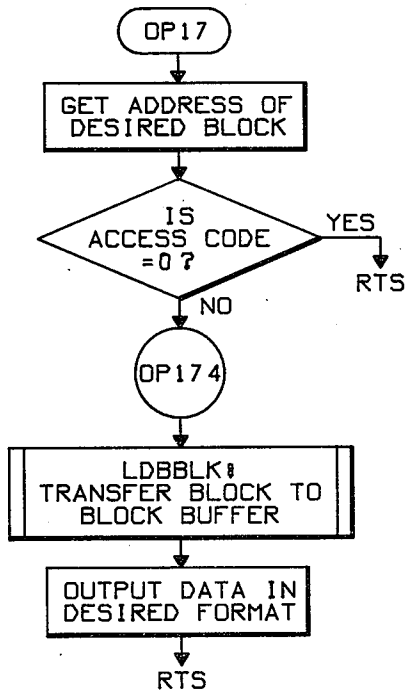 OP17
GET ADDRESS OF
DESIRED BLOCK
IS
ACCESS CODE
=0?
YES
RTS
NO
OP174
LDBBLK:
TRANSFER BLOCK TO
BLOCK BUFFER
OUTPUT DATA IN
DESIRED FORMAT
RTS